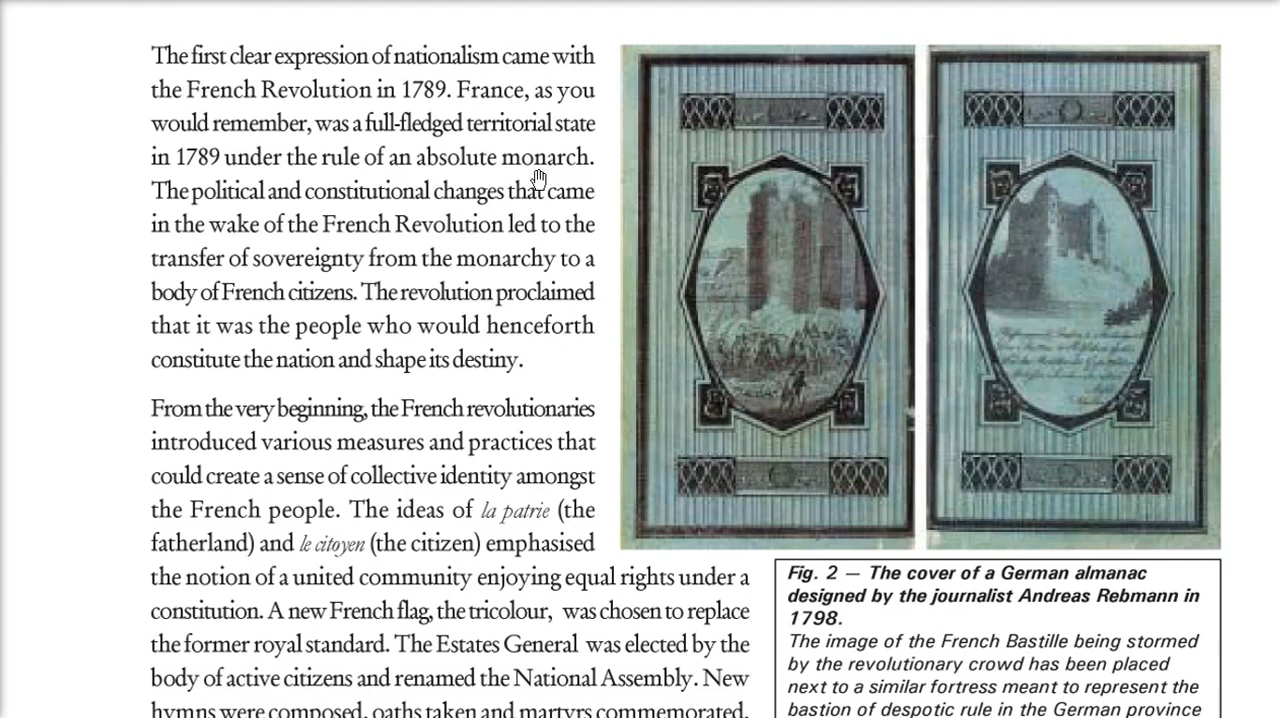 The first clear expression of nationalism came with
the French Revolution in 1789. France, as you
would remember, was a full-fledged territorial state
in 1789 under the rule of an absolute monarch.
The political and constitutional changes that came
in the wake of the French Revolution led to the
transfer of sovereignty from the monarchy to a
body of French citizens. The revolution proclaimed
that it was the people who would henceforth
constitute the nation and shape its destiny.
From the very beginning, the French revolutionaries
introduced various measures and practices that
could create a sense of collective identity amongst
the French people. The ideas of la patrie (the
fatherland) and le citoyen (the citizen) emphasised
the notion of a united community enjoying equal rights under a
constitution. A new French flag, the tricolour, was chosen to replace
the former royal standard. The Estates General was elected by the
body of active citizens and renamed the National Assembly. New
hymns were composed, oaths taken and martyrs commemorated,
Fig. 2 — The cover of a German almanac
designed by the journalist Andreas Rebmann in
1798.
The image of the French Bastille being stormed
by the revolutionary crowd has been placed
next to a similar fortress meant to represent the
bastion of despotic rule in the German province